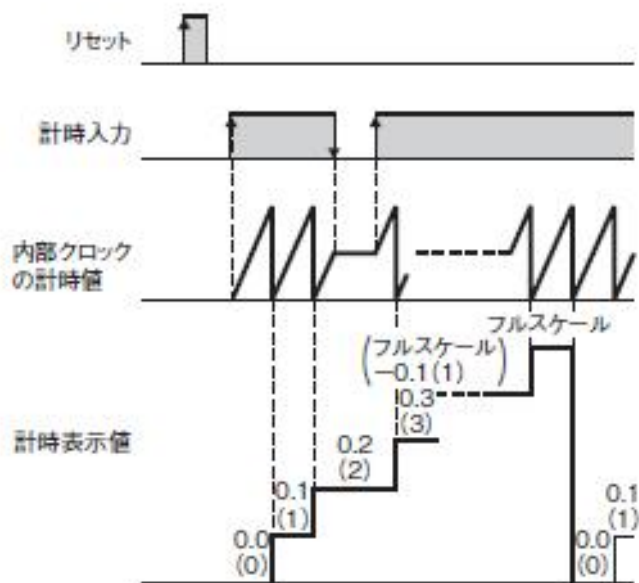 リセット
計時入力
内部クロック
の計時値
フルスケール
(フルスケール
−0.1(1))
0.3
(3)
計時表示値
0.2
(2)
0.1
(1)
0.1
(1)
0.0
(0)
0.0
(0)